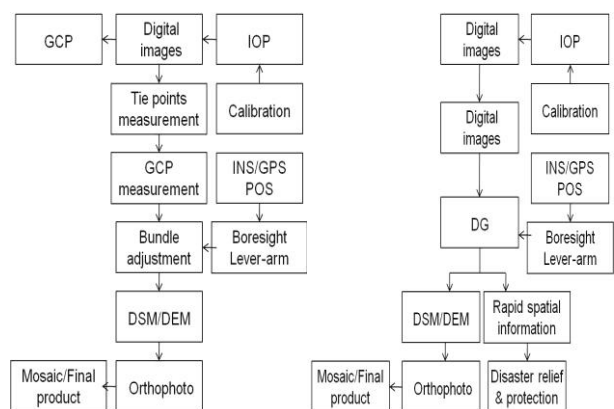 GCP
Digital
images
IOP
Tie points
measurement
Calibration
GCP
measurement
INS/GPS
POS
Bundle
adjustment
Boresight
Lever-arm
DSM/DEM
Mosaic/Final
product
Orthophoto
Digital
images
IOP
Digital
images
Calibration
INS/GPS
POS
DG
Boresight
Lever-arm
DSM/DEM
Rapid spatial
information
Mosaic/Final
product
Orthophoto
Disaster relief
& protection